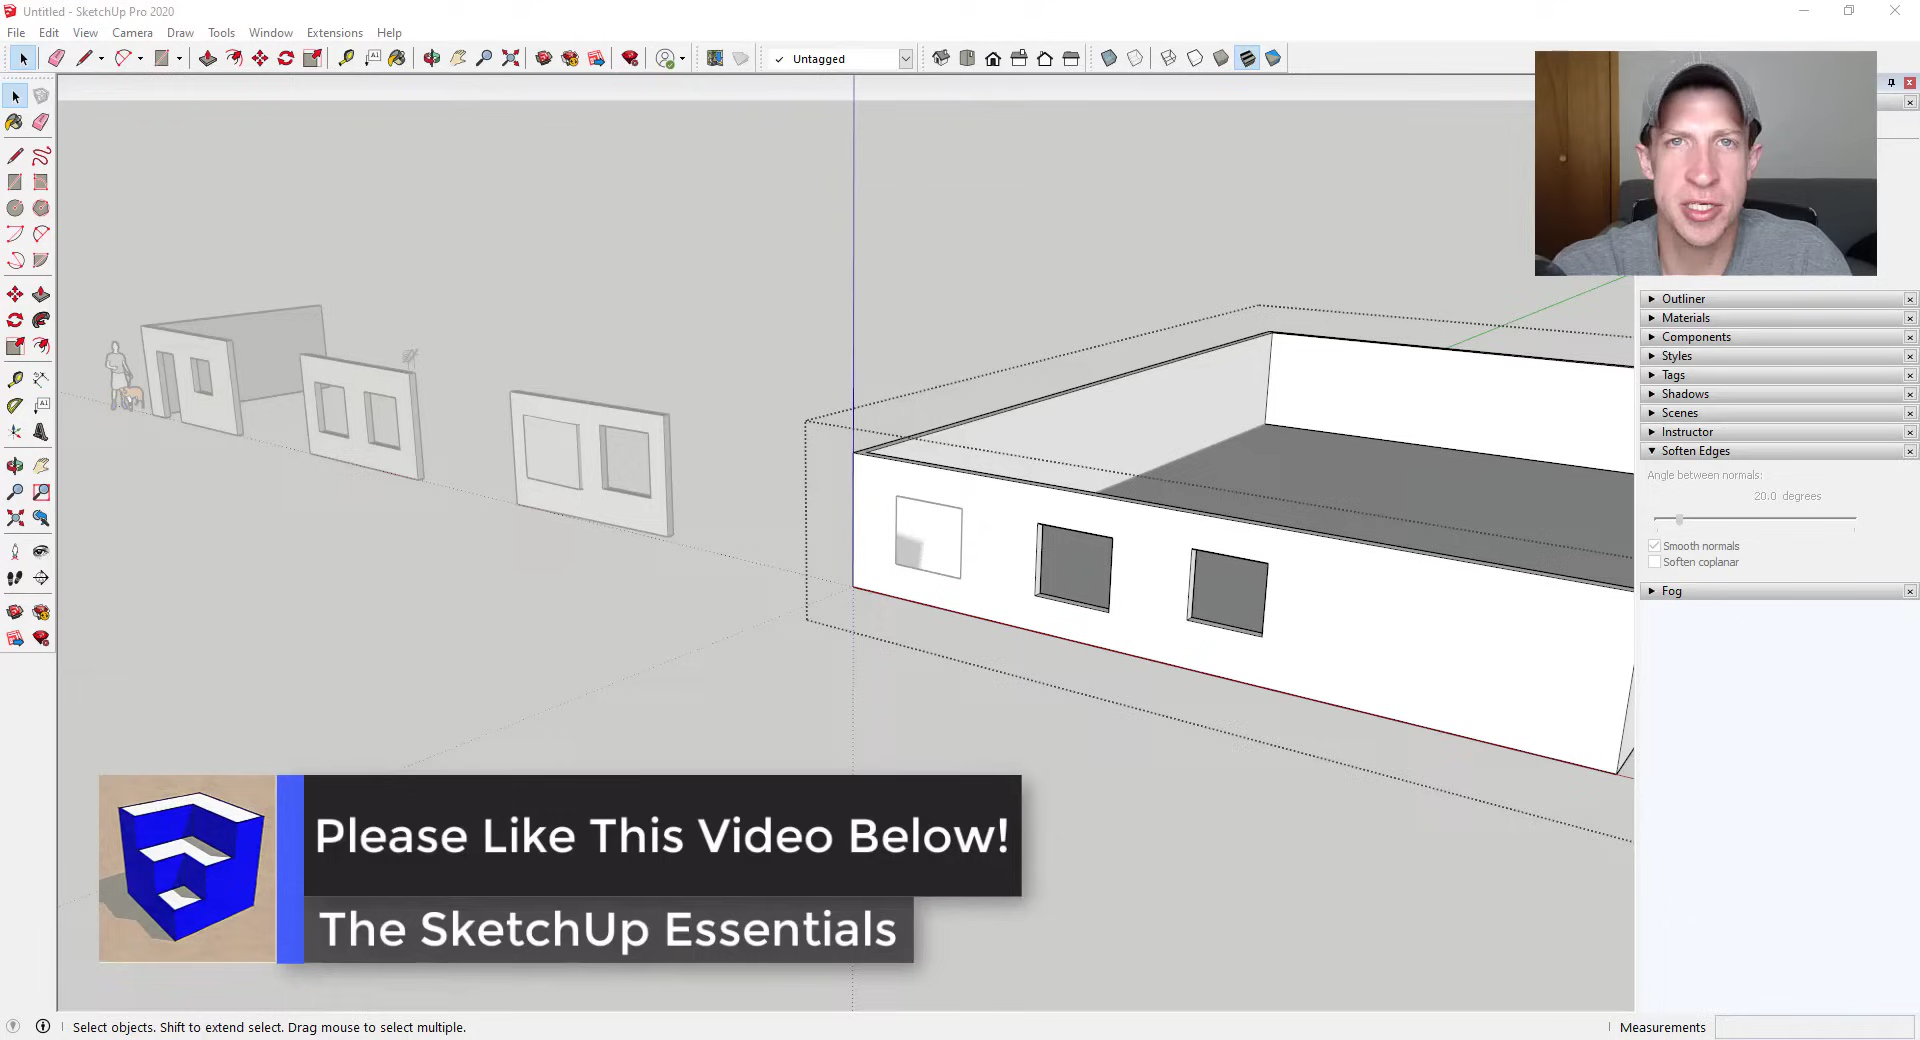 Untitled - SketchUp Pro 2020
File Edit View Camera Draw Tools Window Extensions Help
Untagged
Outliner
Materials
Components
Styles
Tags
Shadows
Scenes
Instructor
Soften Edges
Angle between normals:
20.0 degrees
Smooth normals
Soften coplanar
Fog
Please Like This Video Below!
The SketchUp Essentials
Select objects. Shift to extend select. Drag mouse to select multiple.
Measurements